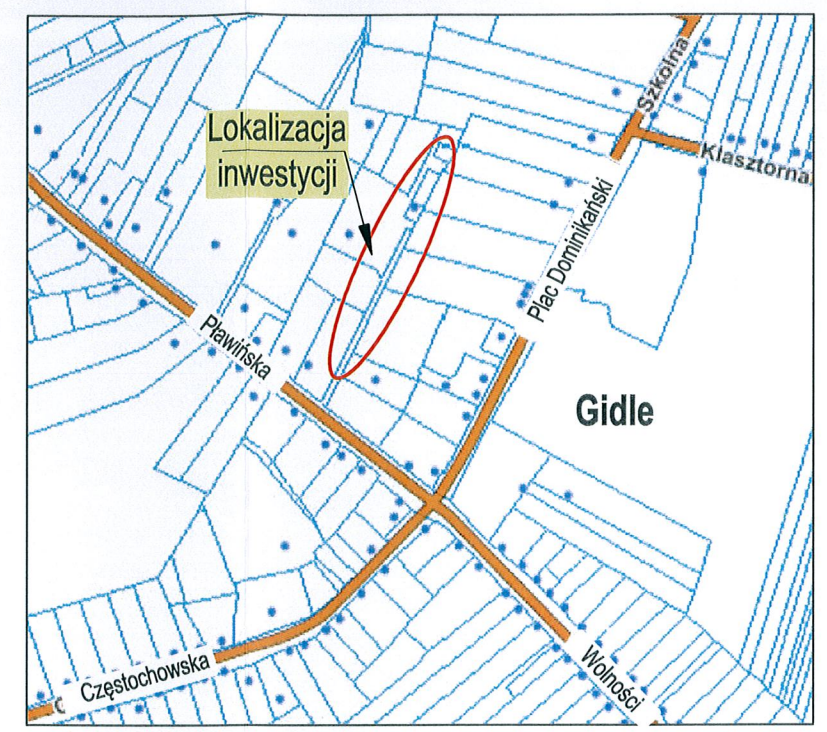 Szkolna
Lokalizacja
inwestycji
Klasztorna
Plac Dominikański
Pławińska
Gidle
Częstochowska
Wolności